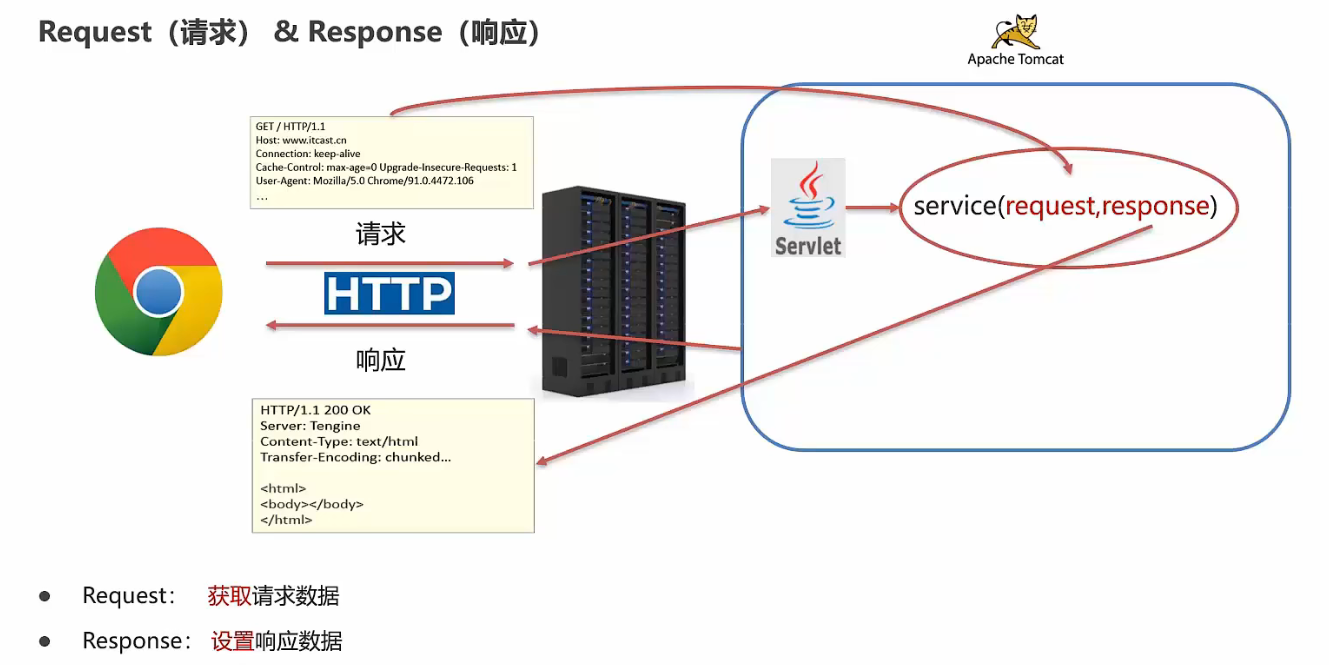 Request（请求） & Response（响应）
Apache Tomcat
GET / HTTP/1.1
Host: www.itcast.cn
Connection: keep-alive
Cache-Control: max-age=0 Upgrade-Insecure-Requests: 1
User-Agent: Mozilla/5.0 Chrome/91.0.4472.106
...
请求
HTTP
响应
Servlet
service(request,response)
HTTP/1.1 200 OK
Server: Tengine
Content-Type: text/html
Transfer-Encoding: chunked...
<html>
<body></body>
</html>
● Request： 获取请求数据
● Response： 设置响应数据